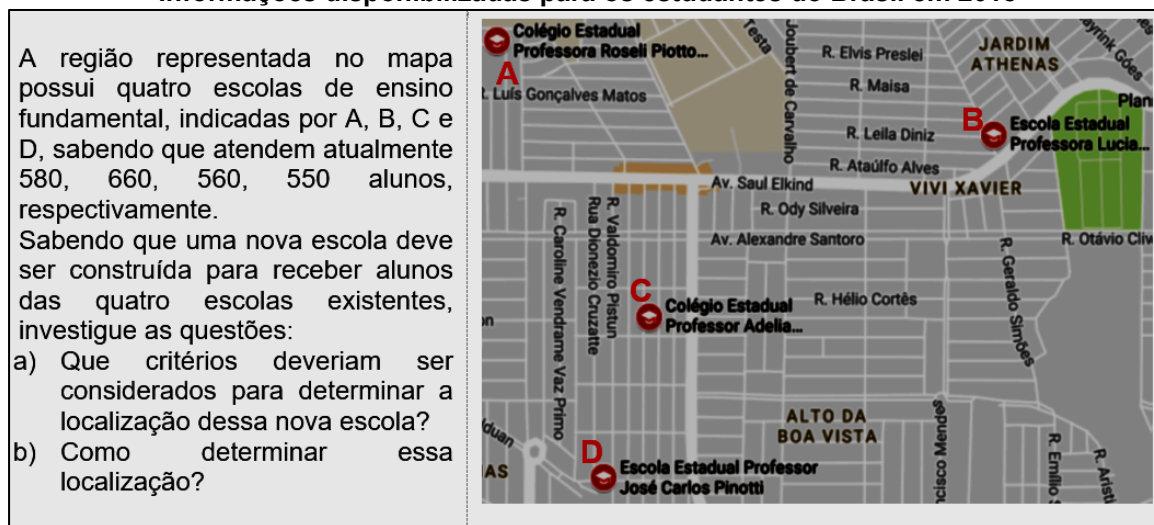 A região representada no mapa
possui quatro escolas de ensino
fundamental, indicadas por A, B, C e
D, sabendo que atendem atualmente
580, 660, 560, 550 alunos,
respectivamente.
Sabendo que uma nova escola deve
ser construída para receber alunos
das quatro escolas existentes,
investigue as questões:
a) Que critérios deveriam ser
considerados para determinar a
localização dessa nova escola?
b) Como determinar essa
localização?
Colégio Estadual
Professora Roseli Piotto...
A
Luís Gonçalves Matos
Testa
Joubert de Carvalho
R. Elvis Preslei
R. Maisa
R. Leila Diniz
R. Ataúlfo Alves
JARDIM
ATHENAS
B
Escola Estadual
Professora Lucia...
Av. Saul Elkind
VIVI XAVIER
R. Ody Silveira
Av. Alexandre Santoro
R. Caroline Vendrame Vaz Primo
Rua Dionezio Cruzatte
R. Valdomiro Pistun
R. Geraldo Simões
C
Colégio Estadual
Professor Adelia...
R. Hélio Cortês
ALTO DA
BOA VISTA
D
Escola Estadual Professor
José Carlos Pinotti
AS
R. Emílio